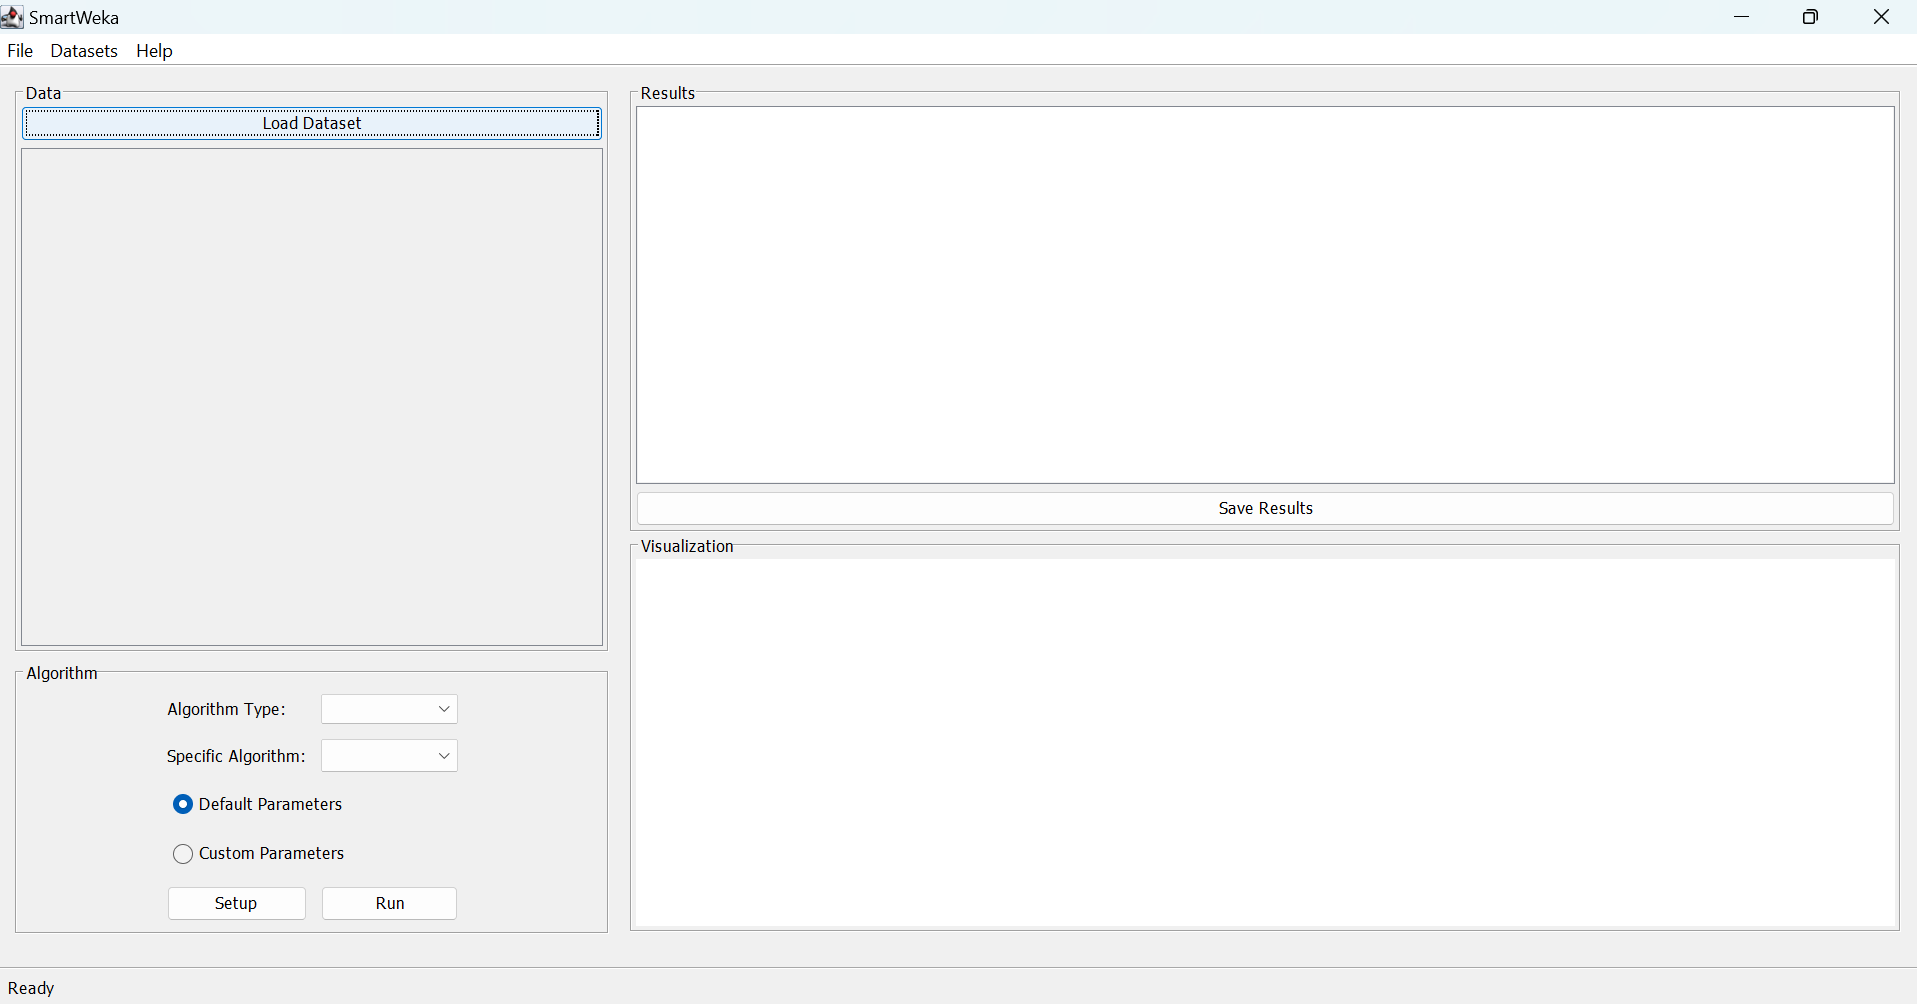 SmartWeka
File Datasets Help
Data
Load Dataset
Algorithm
Algorithm Type:
Specific Algorithm:
Default Parameters
Custom Parameters
Setup Run
Results
Save Results
Visualization
Ready